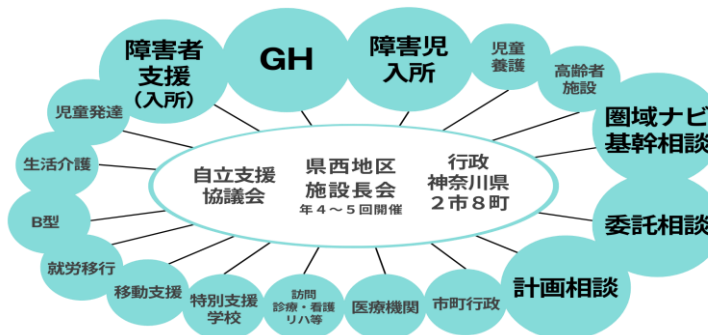 障害者
支援
（入所）
GH
障害児
入所
児童
養護
高齢者
施設
圏域ナビ
基幹相談
児童発達
生活介護
B型
就労移行
移動支援
特別支援
学校
訪問
診療・看護
リハ等
医療機関
市町行政
計画相談
委託相談
自立支援
協議会
県西地区
施設長会
年４～５回開催
行政
神奈川県
２市８町